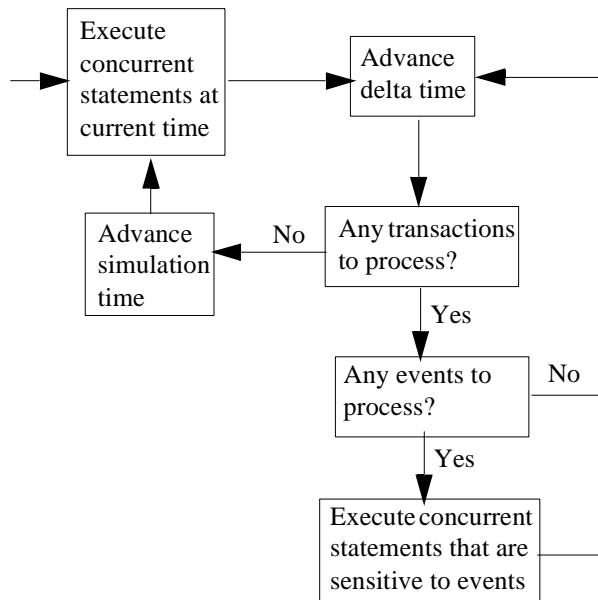 Execute
concurrent
statements at
current time
Advance
delta time
Advance
simulation
time
No
Any transactions
to process?
Yes
Any events to
process?
No
Yes
Execute concurrent
statements that are
sensitive to events